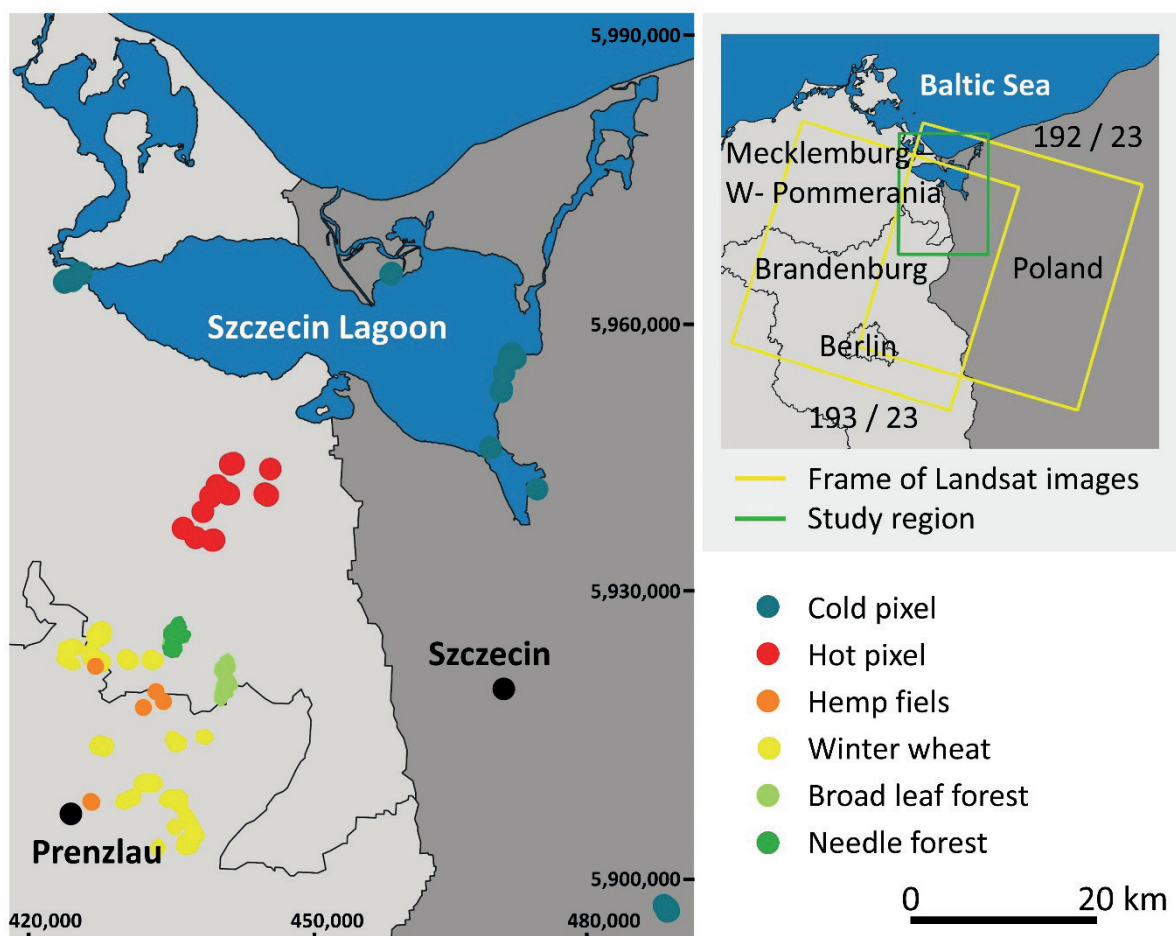 5,990,000
Szczecin Lagoon
5,960,000
5,930,000
Szczecin
Prenzlau
5,900,000
420,000
450,000
480,000
Baltic Sea
192 / 23
Mecklemburg -
W- Pommerania
Brandenburg
Poland
Berlin
193 / 23
Frame of Landsat images
Study region
Cold pixel
Hot pixel
Hemp fiels
Winter wheat
Broad leaf forest
Needle forest
0 20 km